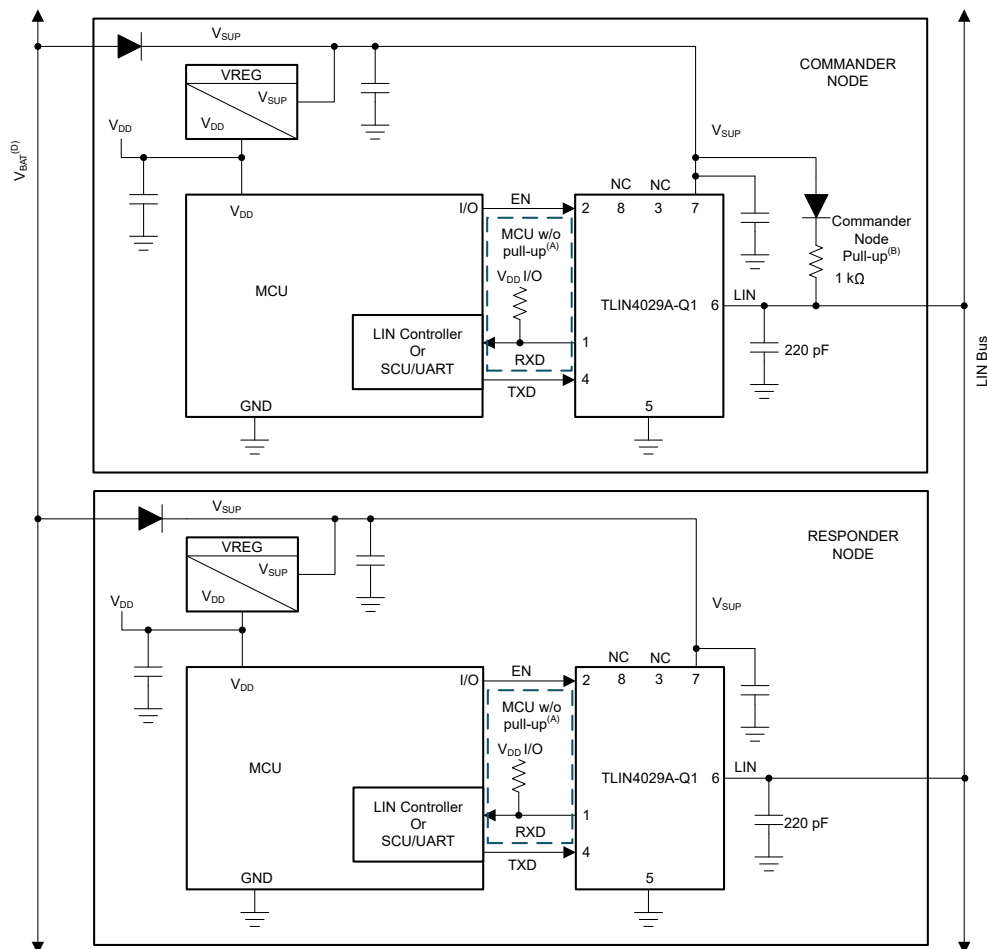 V_SUP
COMMANDER
NODE
VREG
V_SUP
V_DD
V_DD
V_BAT^(D)
V_SUP
V_DD
I/O
EN
2
NC
8
NC
3
7
MCU w/o
pull-up^(A)
V_DD I/O
Commander
Node
Pull-up^(B)
1 kΩ
MCU
TLIN4029A-Q1
6
LIN
LIN Controller
Or
SCU/UART
1
RXD
4
TXD
220 pF
LIN Bus
GND
5
V_SUP
RESPONDER
NODE
VREG
V_SUP
V_DD
V_DD
V_SUP
V_DD
I/O
EN
2
NC
8
NC
3
7
MCU w/o
pull-up^(A)
V_DD I/O
MCU
TLIN4029A-Q1
6
LIN
LIN Controller
Or
SCU/UART
1
RXD
4
TXD
220 pF
GND
5